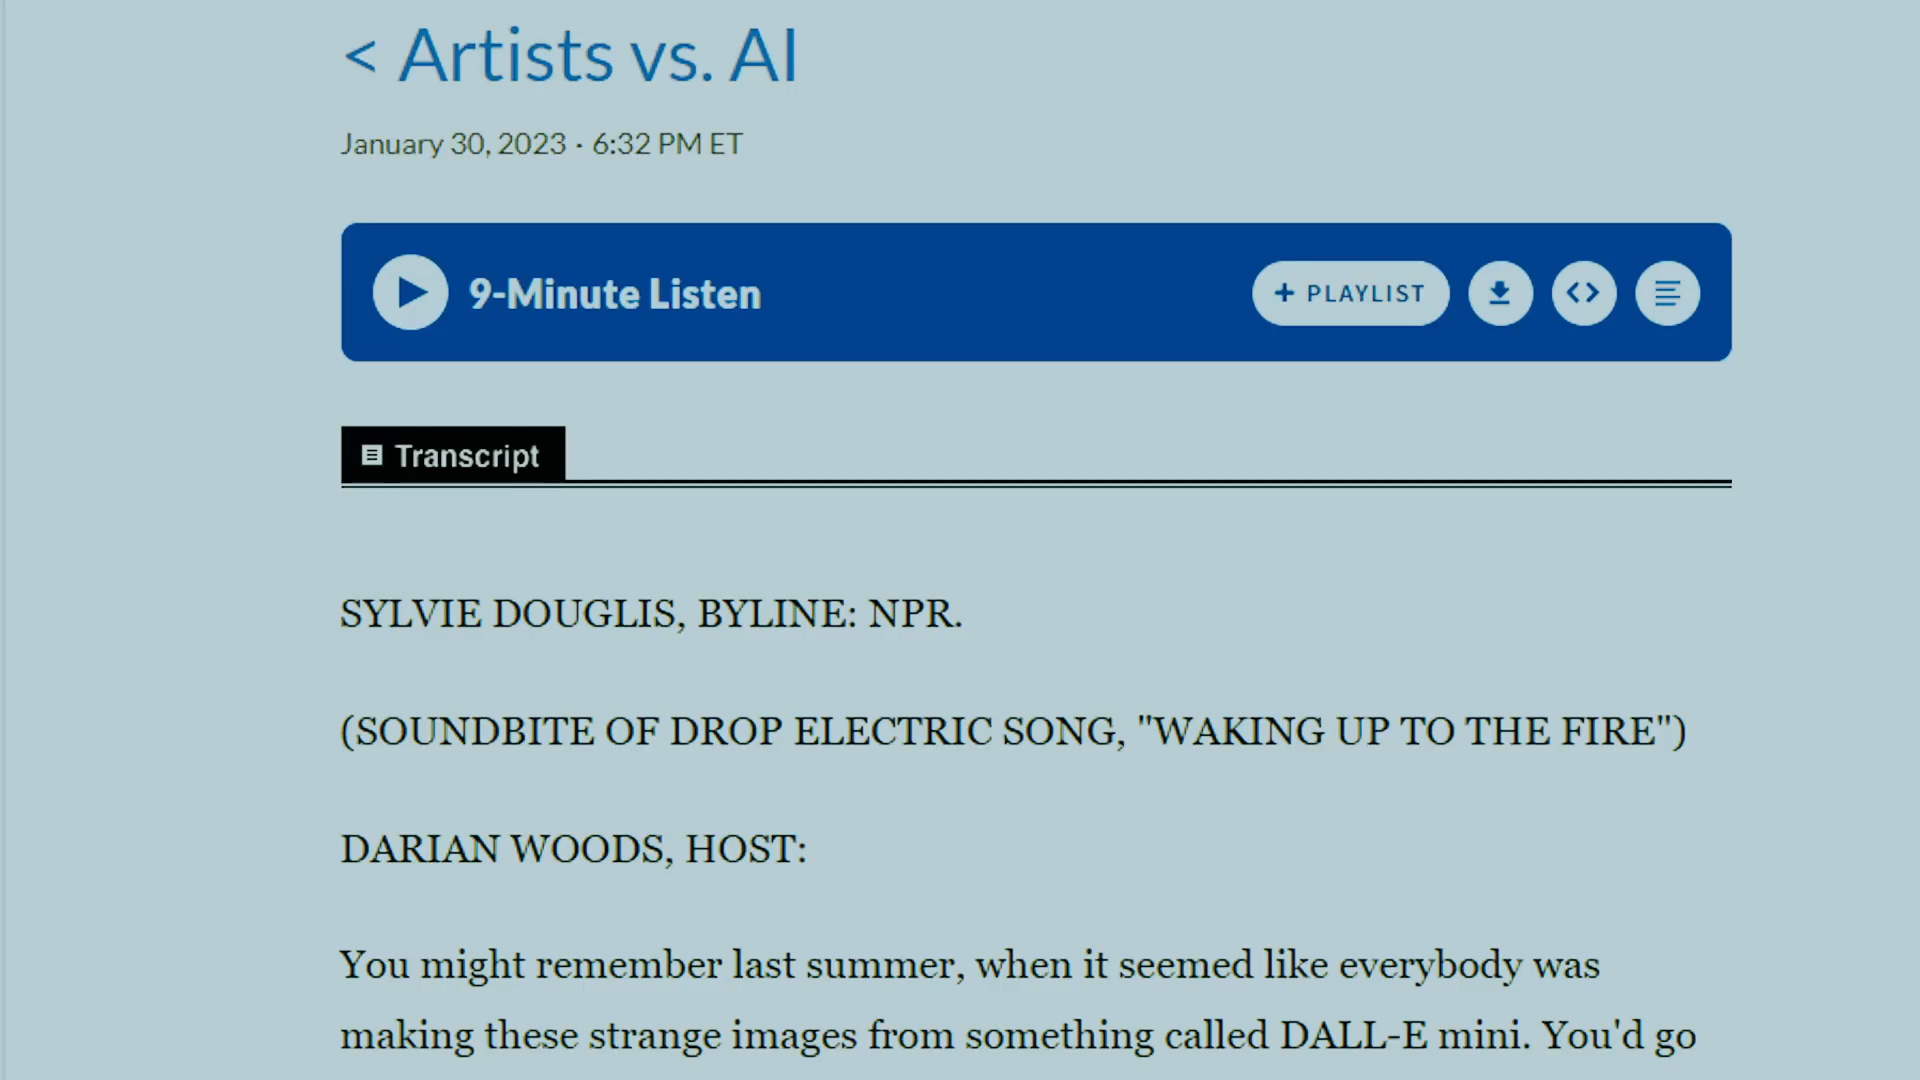 < Artists vs. AI
January 30, 2023 · 6:32 PM ET
9-Minute Listen
+ PLAYLIST
Transcript
SYLVIE DOUGLIS, BYLINE: NPR.
(SOUNDBITE OF DROP ELECTRIC SONG, "WAKING UP TO THE FIRE")
DARIAN WOODS, HOST:
You might remember last summer, when it seemed like everybody was
making these strange images from something called DALL-E mini. You'd go